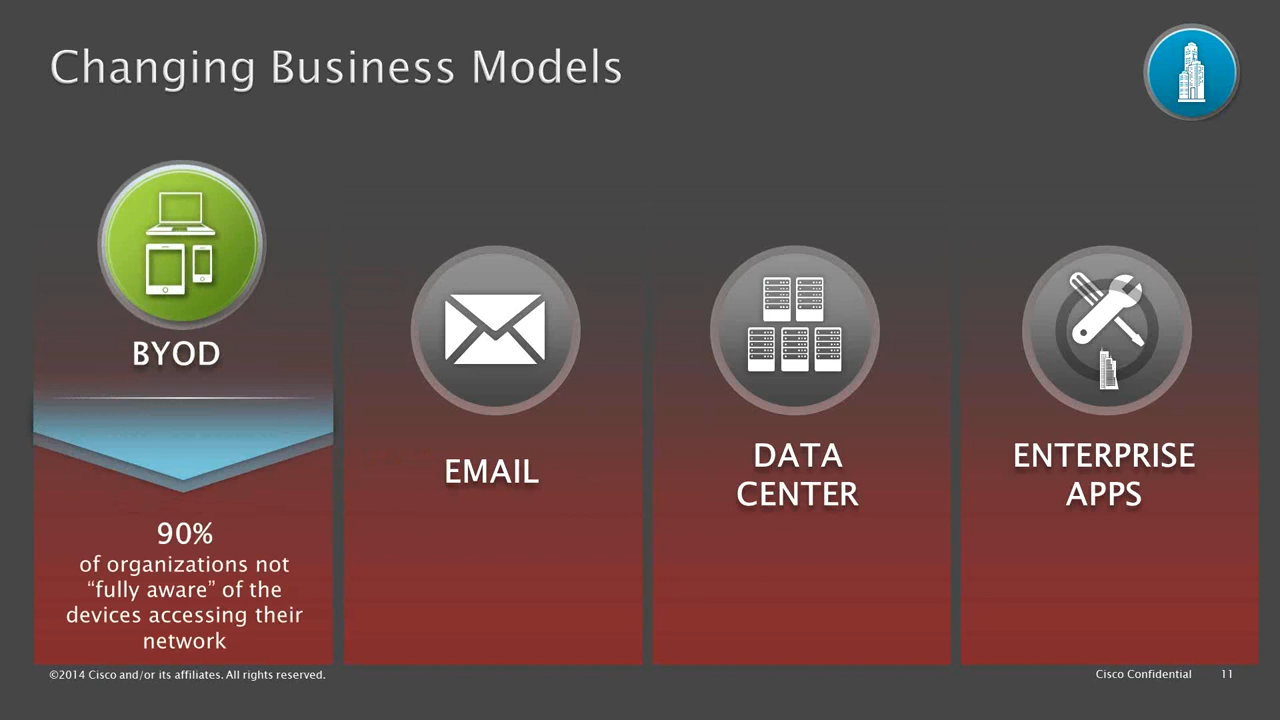 Changing Business Models
BYOD
90%
of organizations not
“fully aware” of the
devices accessing their
network
EMAIL
DATA
CENTER
ENTERPRISE
APPS
©2014 Cisco and/or its affiliates. All rights reserved.
Cisco Confidential 11